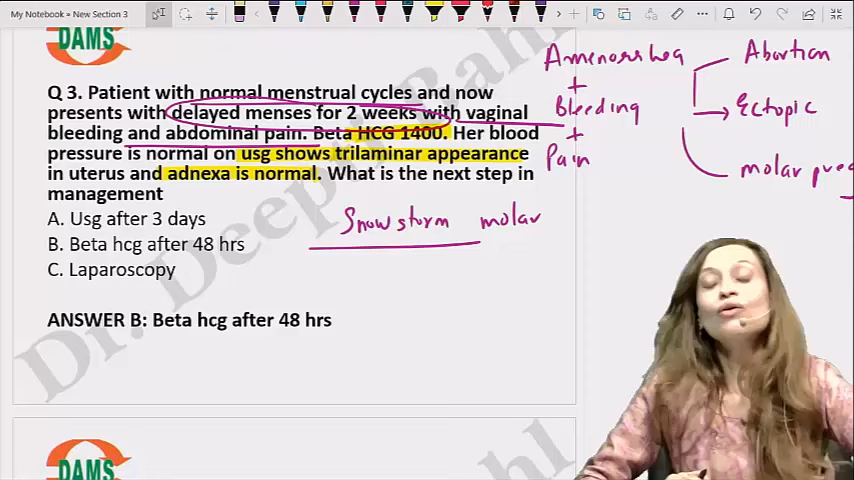 My Notebook » New Section 3
DAMS
Q 3. Patient with normal menstrual cycles and now
presents with delayed menses for 2 weeks with vaginal
bleeding and abdominal pain. Beta HCG 1400. Her blood
pressure is normal on usg shows trilaminar appearance
in uterus and adnexa is normal. What is the next step in
management
A. Usg after 3 days
B. Beta hcg after 48 hrs
C. Laparoscopy
ANSWER B: Beta hcg after 48 hrs
Snowstorm molar
Amenorrhea
+
Bleeding
+
Pain
Abortion
Ectopic
molar preg
Dr. Deepti Bahl
DAMS